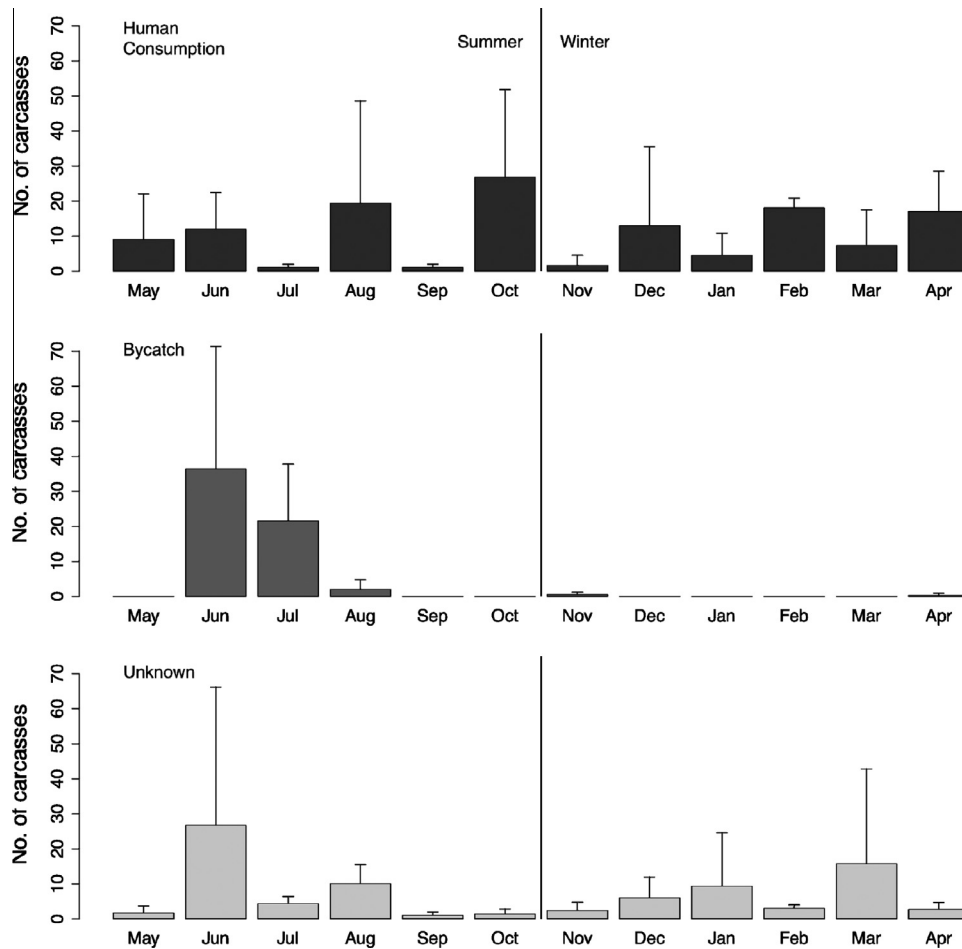 Human
Consumption
Summer
Winter
No. of carcasses
70
60
50
40
30
20
10
0
May Jun Jul Aug Sep Oct Nov Dec Jan Feb Mar Apr
Bycatch
No. of carcasses
70
60
50
40
30
20
10
0
May Jun Jul Aug Sep Oct Nov Dec Jan Feb Mar Apr
Unknown
No. of carcasses
70
60
50
40
30
20
10
0
May Jun Jul Aug Sep Oct Nov Dec Jan Feb Mar Apr